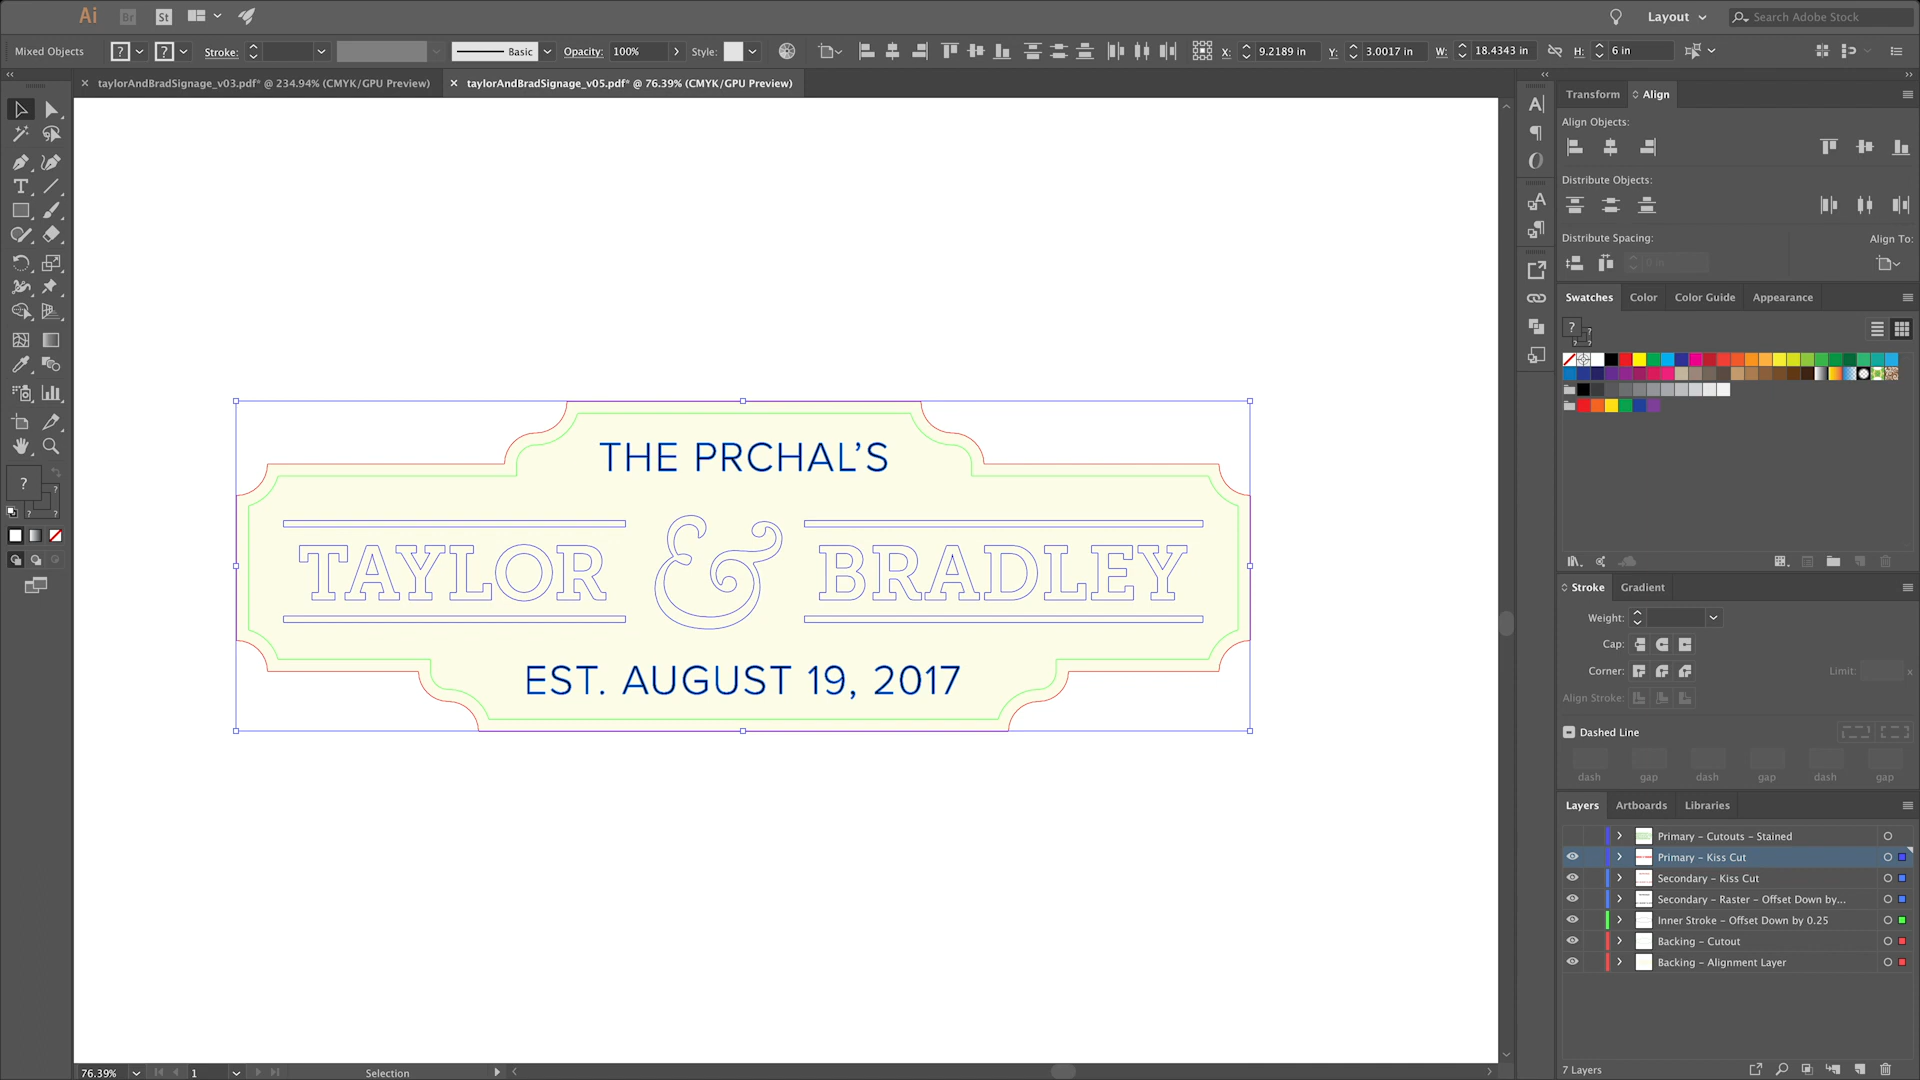 Ai
Br
St
Layout
Search Adobe Stock
Mixed Objects
?
?
Stroke:
Basic
Opacity:
100%
Style:
X:
9.2189 in
Y:
3.0017 in
W:
18.4343 in
H:
6 in
taylorAndBradSignage_v03.pdf* @ 234.94% (CMYK/GPU Preview)
taylorAndBradSignage_v05.pdf* @ 76.39% (CMYK/GPU Preview)
Transform
Align
Align Objects:
Distribute Objects:
Distribute Spacing:
Align To:
0 in
Swatches
Color
Color Guide
Appearance
THE PRCHAL’S
TAYLOR & BRADLEY
EST. AUGUST 19, 2017
Stroke
Gradient
Weight:
Cap:
Corner:
Limit:
x
Align Stroke:
Dashed Line
dash
gap
dash
gap
dash
gap
Layers
Artboards
Libraries
Primary - Cutouts - Stained
Primary - Kiss Cut
Secondary - Kiss Cut
Secondary - Raster - Offset Down by...
Inner Stroke - Offset Down by 0.25
Backing - Cutout
Backing - Alignment Layer
7 Layers
76.39%
1
Selection